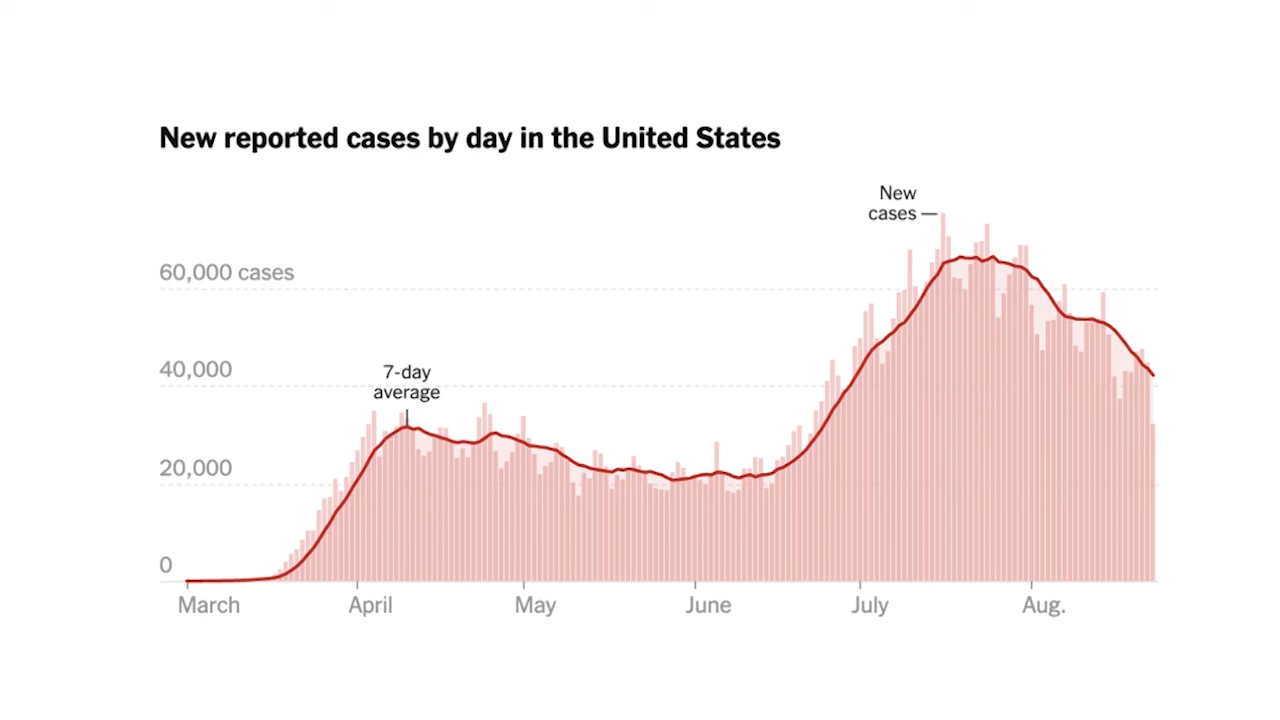 New reported cases by day in the United States
New
cases
60,000 cases
7-day
average
40,000
20,000
0
March
April
May
June
July
Aug.